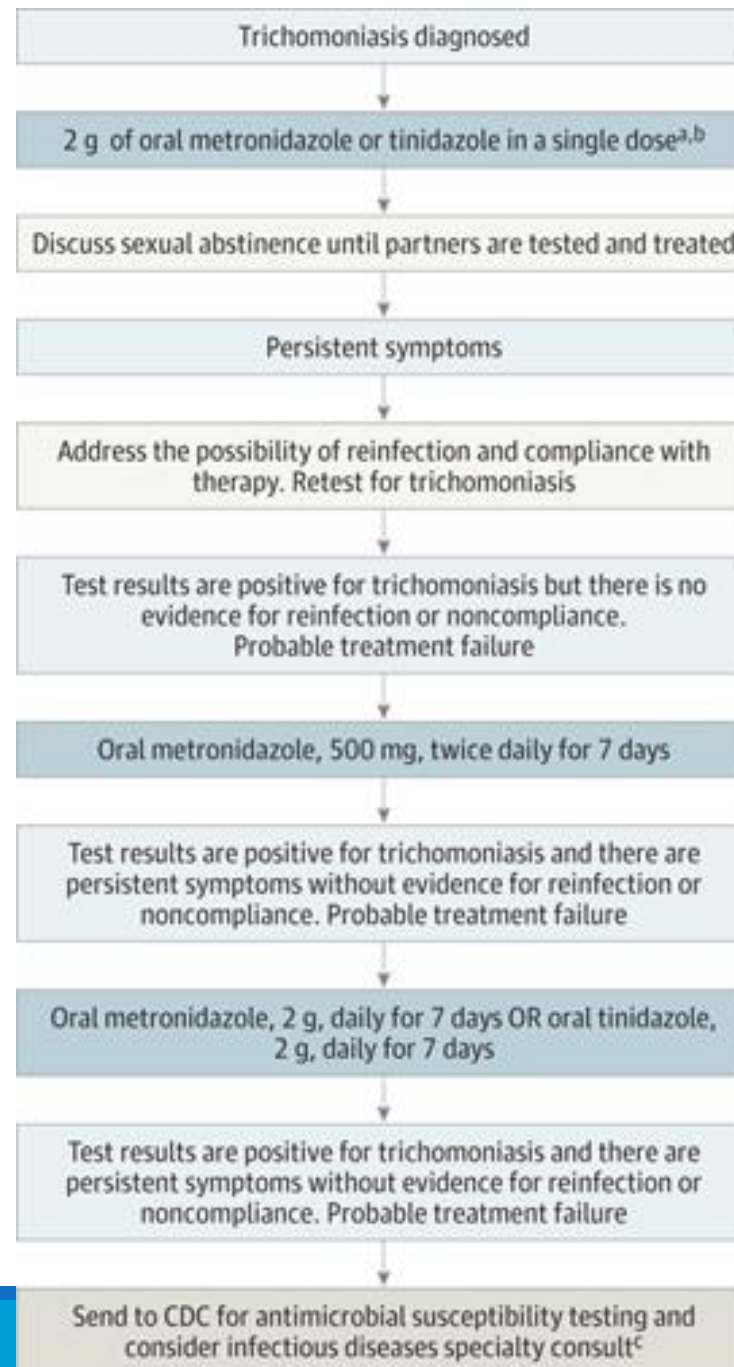 Trichomoniasis diagnosed
2 g of oral metronidazole or tinidazole in a single doseᵃ,ᵇ
Discuss sexual abstinence until partners are tested and treated
Persistent symptoms
Address the possibility of reinfection and compliance with
therapy. Retest for trichomoniasis
Test results are positive for trichomoniasis but there is no
evidence for reinfection or noncompliance.
Probable treatment failure
Oral metronidazole, 500 mg, twice daily for 7 days
Test results are positive for trichomoniasis and there are
persistent symptoms without evidence for reinfection or
noncompliance. Probable treatment failure
Oral metronidazole, 2 g, daily for 7 days OR oral tinidazole,
2 g, daily for 7 days
Test results are positive for trichomoniasis and there are
persistent symptoms without evidence for reinfection or
noncompliance. Probable treatment failure
Send to CDC for antimicrobial susceptibility testing and
consider infectious diseases specialty consultᶜ